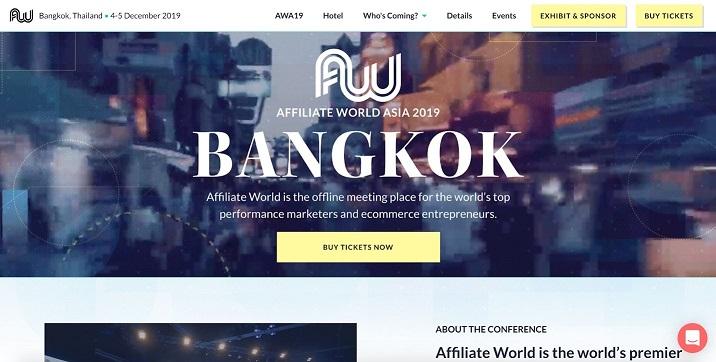 AW Bangkok, Thailand • 4-5 December 2019
AWA19 Hotel Who's Coming? Details Events EXHIBIT & SPONSOR BUY TICKETS
AW
AFFILIATE WORLD ASIA 2019
BANGKOK
Affiliate World is the offline meeting place for the world's top
performance marketers and ecommerce entrepreneurs.
BUY TICKETS NOW
ABOUT THE CONFERENCE
Affiliate World is the world's premier